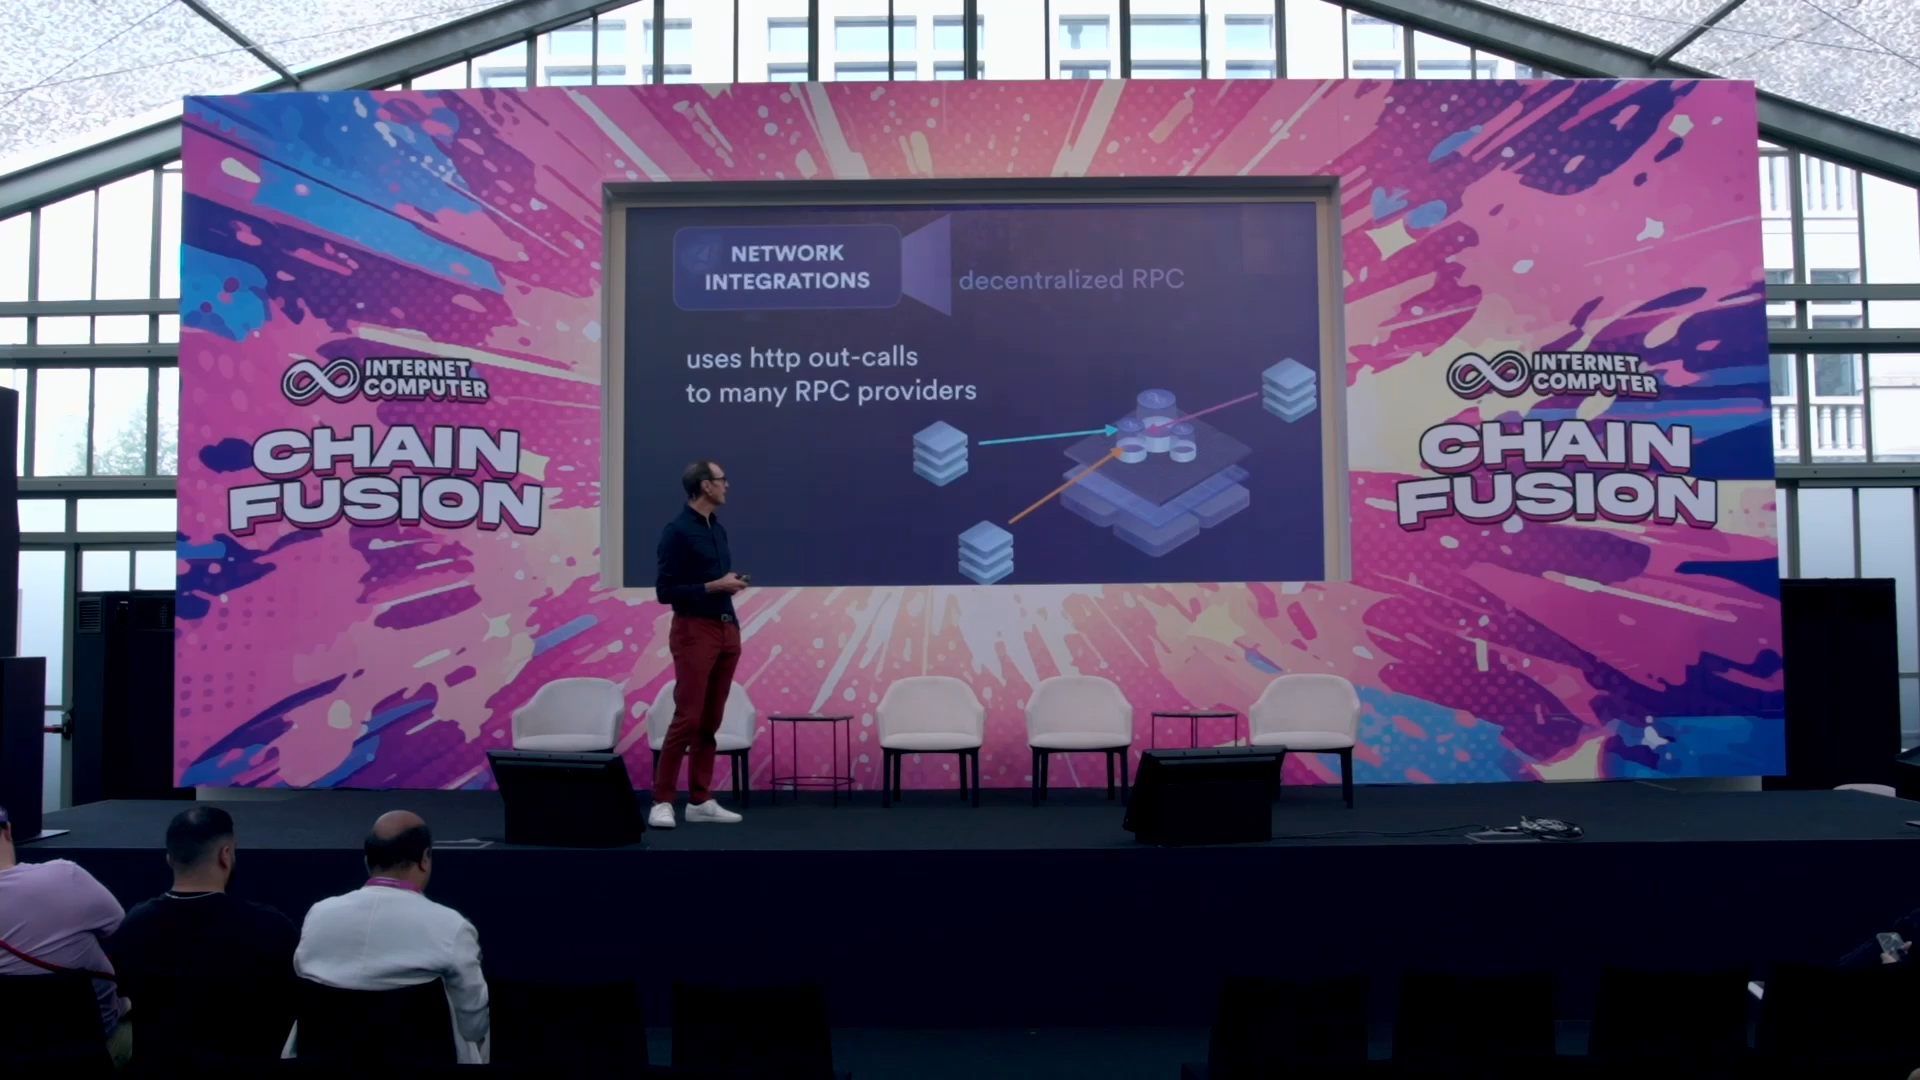 NETWORK
INTEGRATIONS
decentralized RPC
uses http out-calls
to many RPC providers
INTERNET
COMPUTER
CHAIN
FUSION
INTERNET
COMPUTER
CHAIN
FUSION